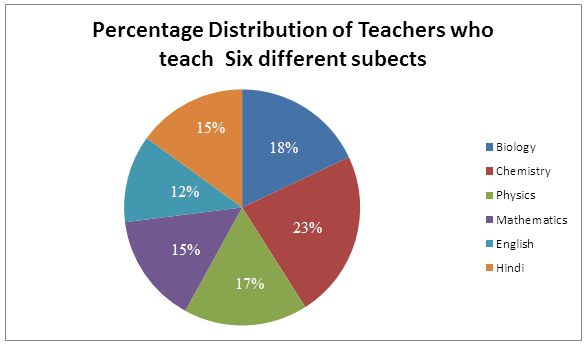 Percentage Distribution of Teachers who
teach Six different subects
15%
18%
12%
23%
15%
17%
Biology
Chemistry
Physics
Mathematics
English
Hindi